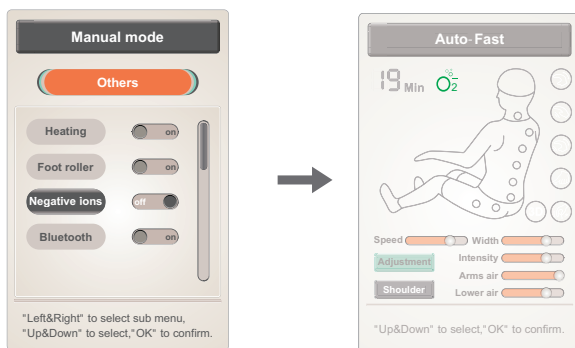 Manual mode
Others
Heating on
Foot roller on
Negative ions off
Bluetooth on
"Left&Right" to select sub menu,
"Up&Down" to select,"OK" to confirm.
Auto-Fast
19 Min O2
Speed Width
Adjustment Intensity
Arms air
Shoulder Lower air
"Up&Down" to select,"OK" to confirm.